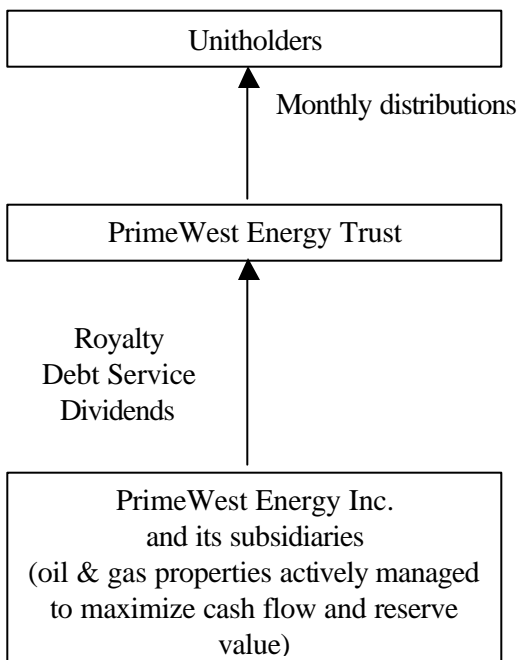 Unitholders
Monthly distributions
PrimeWest Energy Trust
Royalty
Debt Service
Dividends
PrimeWest Energy Inc.
and its subsidiaries
(oil & gas properties actively managed
to maximize cash flow and reserve
value)